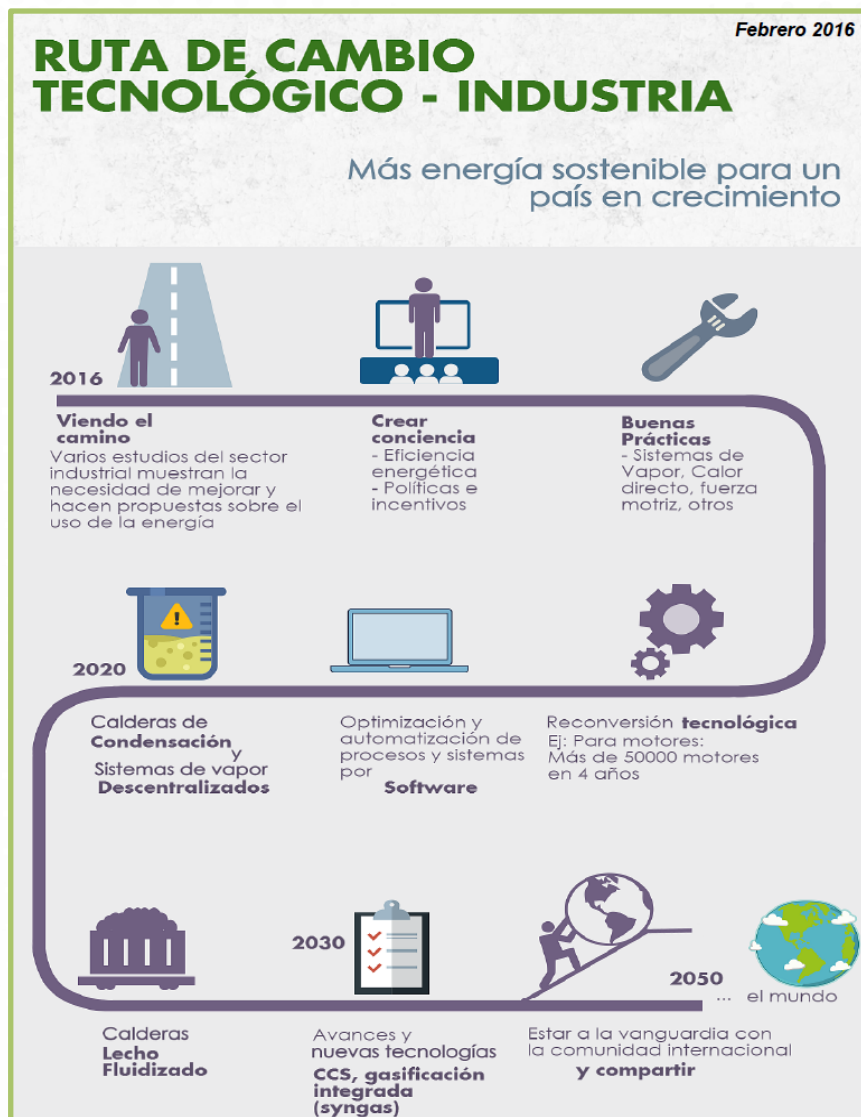 Febrero 2016
RUTA DE CAMBIO
TECNOLÓGICO - INDUSTRIA
Más energía sostenible para un
país en crecimiento
2016
Viendo el
camino
Varios estudios del sector
industrial muestran la
necesidad de mejorar y
hacen propuestas sobre el
uso de la energía
Crear
conciencia
- Eficiencia
energética
- Políticas e
incentivos
Buenas
Prácticas
- Sistemas de
Vapor, Calor
directo, fuerza
motriz, otros
Reconversión tecnológica
Ej: Para motores:
Más de 50000 motores
en 4 años
Optimización y
automatización de
procesos y sistemas
por
Software
2020
Calderas de
Condensación
y
Sistemas de vapor
Descentralizados
Calderas
Lecho
Fluidizado
2030
Avances y
nuevas tecnologías
CCS, gasificación
integrada
(syngas)
Estar a la vanguardia con
la comunidad internacional
y compartir
2050
... el mundo